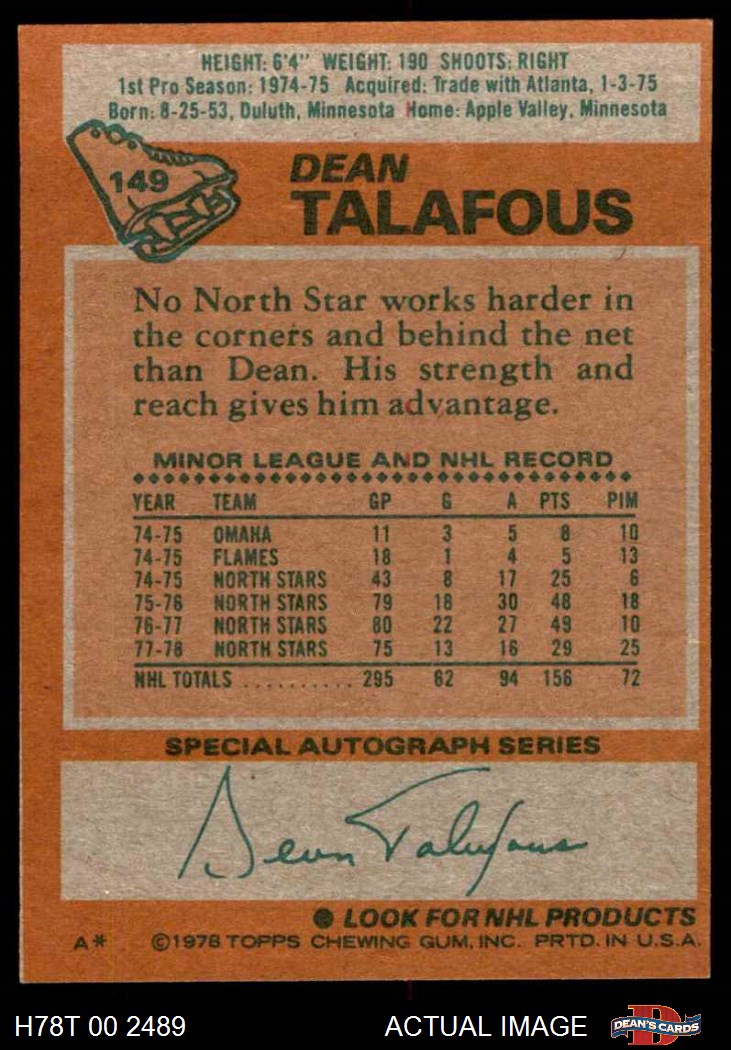 HEIGHT: 6'4" WEIGHT: 190 SHOOTS: RIGHT
1st Pro Season: 1974-75 Acquired: Trade with Atlanta, 1-3-75
Born: 8-25-53, Duluth, Minnesota Home: Apple Valley, Minnesota
149
DEAN
TALAFOUS
No North Star works harder in
the corners and behind the net
than Dean. His strength and
reach gives him advantage.
MINOR LEAGUE AND NHL RECORD
YEAR TEAM GP G A PTS PIM
74-75 OMAHA 11 3 5 8 10
74-75 FLAMES 18 1 4 5 13
74-75 NORTH STARS 43 8 17 25 6
75-76 NORTH STARS 79 18 30 48 18
76-77 NORTH STARS 80 22 27 49 10
77-78 NORTH STARS 75 13 16 29 25
NHL TOTALS .......... 295 62 94 156 72
SPECIAL AUTOGRAPH SERIES
Dean Talafous
● LOOK FOR NHL PRODUCTS
A* ©1978 TOPPS CHEWING GUM, INC. PRTD. IN U.S.A.
H78T 00 2489 ACTUAL IMAGE DEAN'S CARDS